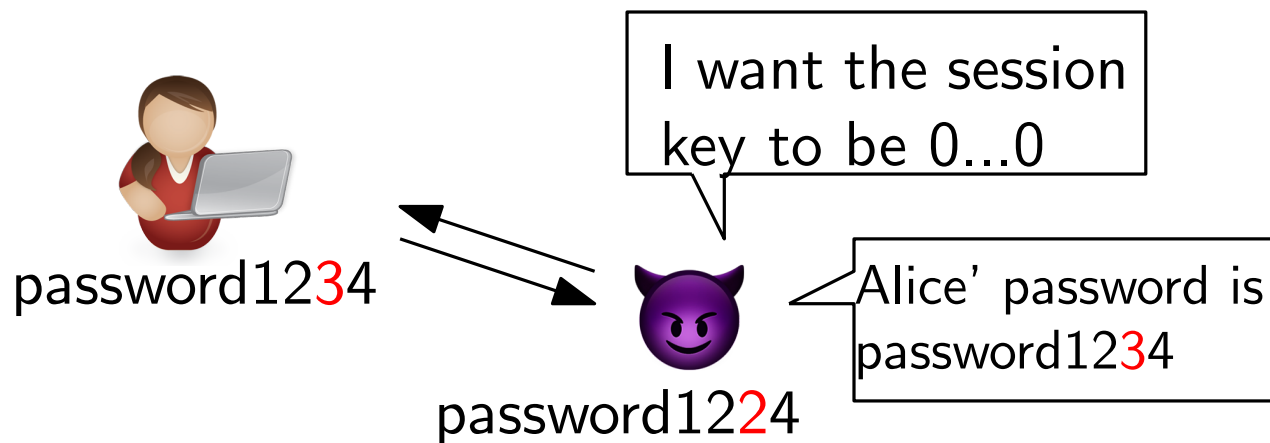 I want the session
key to be 0...0
password1234
Alice' password is
password1234
password1224